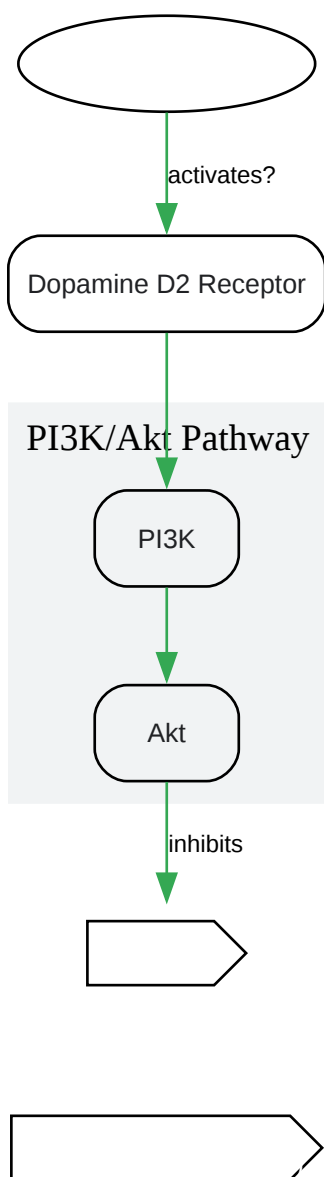 activates?
Dopamine D2 Receptor
PI3K/Akt Pathway
PI3K
Akt
inhibits